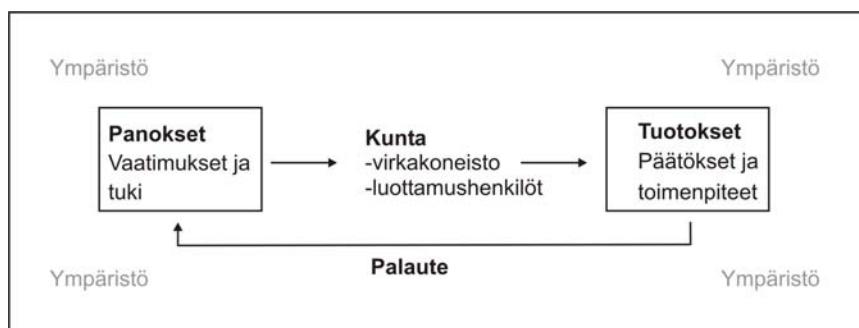 Ympäristö
Ympäristö
Panokset
Vaatimukset ja
tuki
Kunta
-virkakoneisto
-luottamushenkilöt
Tuotokset
Päätökset ja
toimenpiteet
Palaute
Ympäristö
Ympäristö